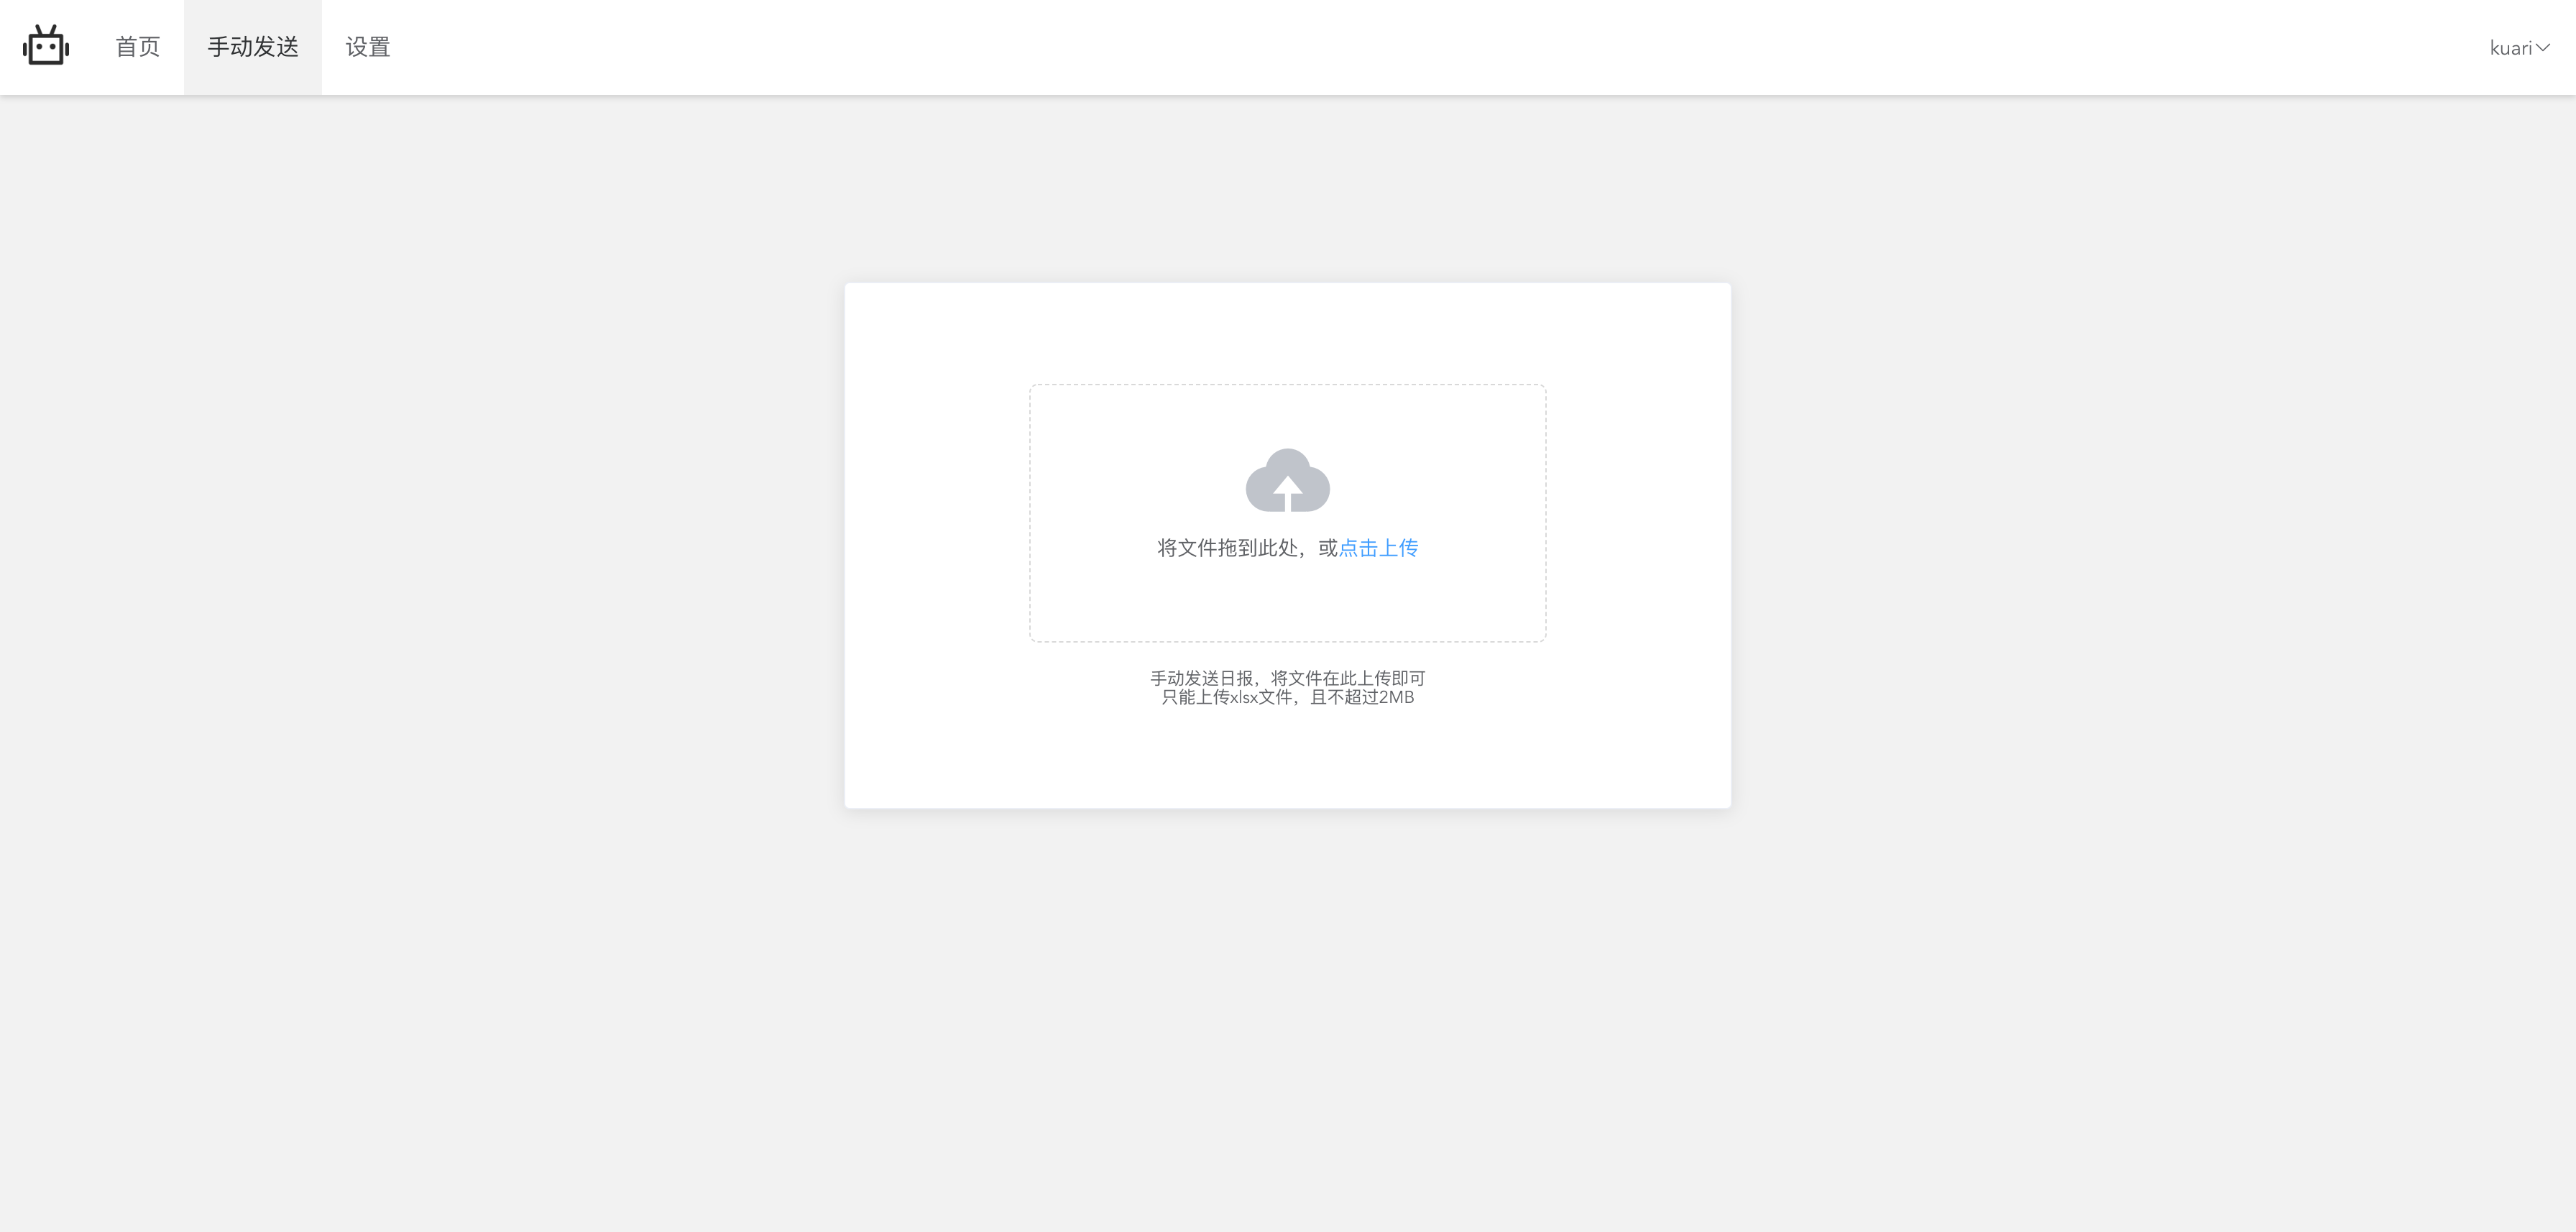 首页 手动发送 设置 kuari
将文件拖到此处，或点击上传
手动发送日报，将文件在此上传即可
只能上传xlsx文件，且不超过2MB